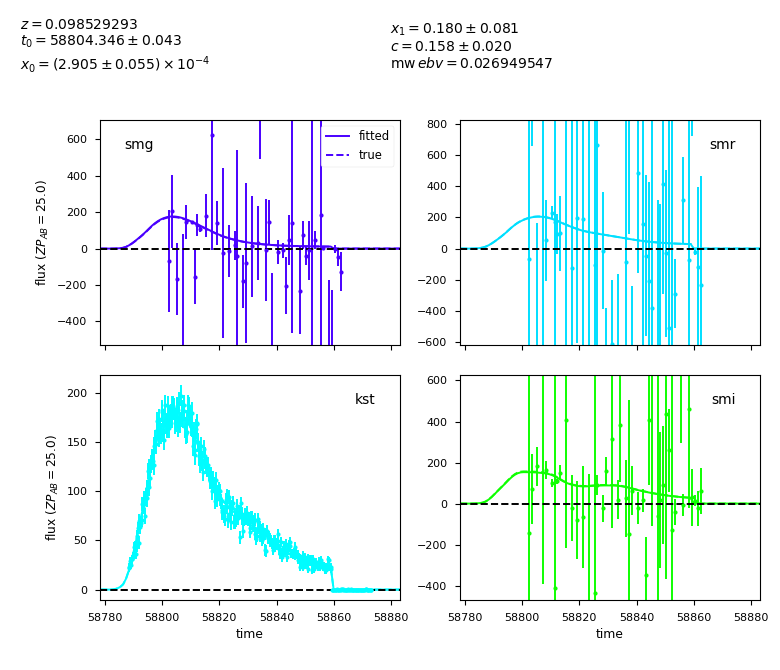 z = 0.098529293
t₀ = 58804.346 ± 0.043
x₀ = (2.905 ± 0.055) × 10⁻⁴
x₁ = 0.180 ± 0.081
c = 0.158 ± 0.020
mw ebv = 0.026949547
smg
fitted
true
600
400
200
0
−200
−400
flux (ZP_AB = 25.0)
smr
800
600
400
200
0
−200
−400
−600
kst
200
150
100
50
0
flux (ZP_AB = 25.0)
58780 58800 58820 58840 58860 58880
time
smi
600
400
200
0
−200
−400
58780 58800 58820 58840 58860 58880
time